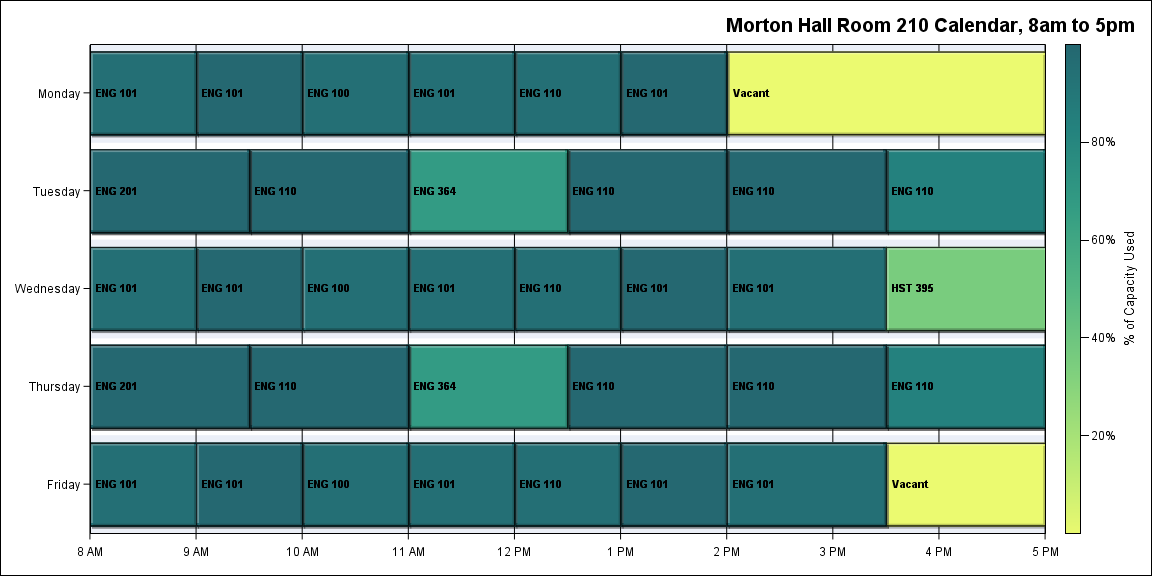 Morton Hall Room 210 Calendar, 8am to 5pm
Monday
ENG 101
ENG 101
ENG 100
ENG 101
ENG 110
ENG 101
Vacant
Tuesday
ENG 201
ENG 110
ENG 364
ENG 110
ENG 110
ENG 110
Wednesday
ENG 101
ENG 101
ENG 100
ENG 101
ENG 110
ENG 101
ENG 101
HST 395
Thursday
ENG 201
ENG 110
ENG 364
ENG 110
ENG 110
ENG 110
Friday
ENG 101
ENG 101
ENG 100
ENG 101
ENG 110
ENG 101
ENG 101
Vacant
8 AM
9 AM
10 AM
11 AM
12 PM
1 PM
2 PM
3 PM
4 PM
5 PM
80%
60%
40%
20%
% of Capacity Used